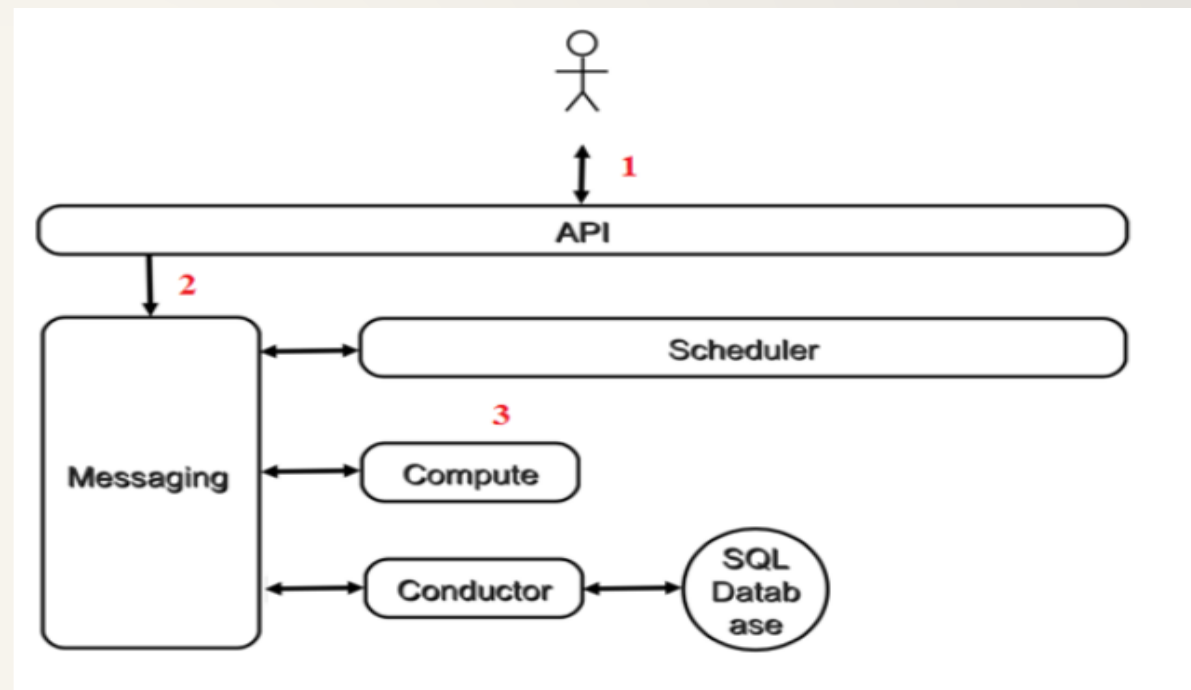 1
API
2
Scheduler
3
Messaging
Compute
Conductor
SQL
Datab
ase